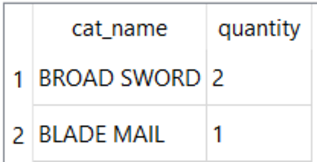 cat_name quantity
1 BROAD SWORD 2
2 BLADE MAIL 1